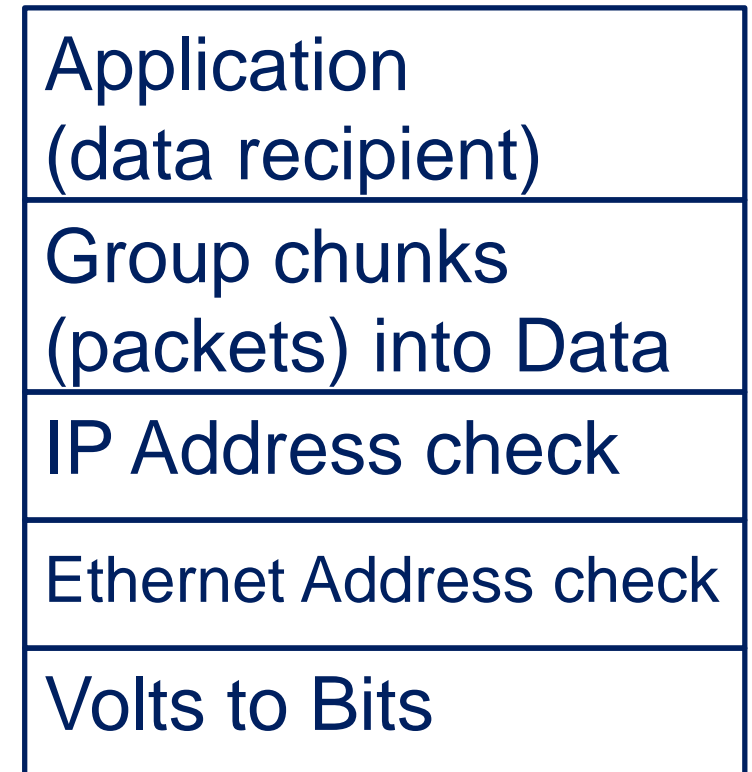 Application
(data recipient)
Group chunks
(packets) into Data
IP Address check
Ethernet Address check
Volts to Bits